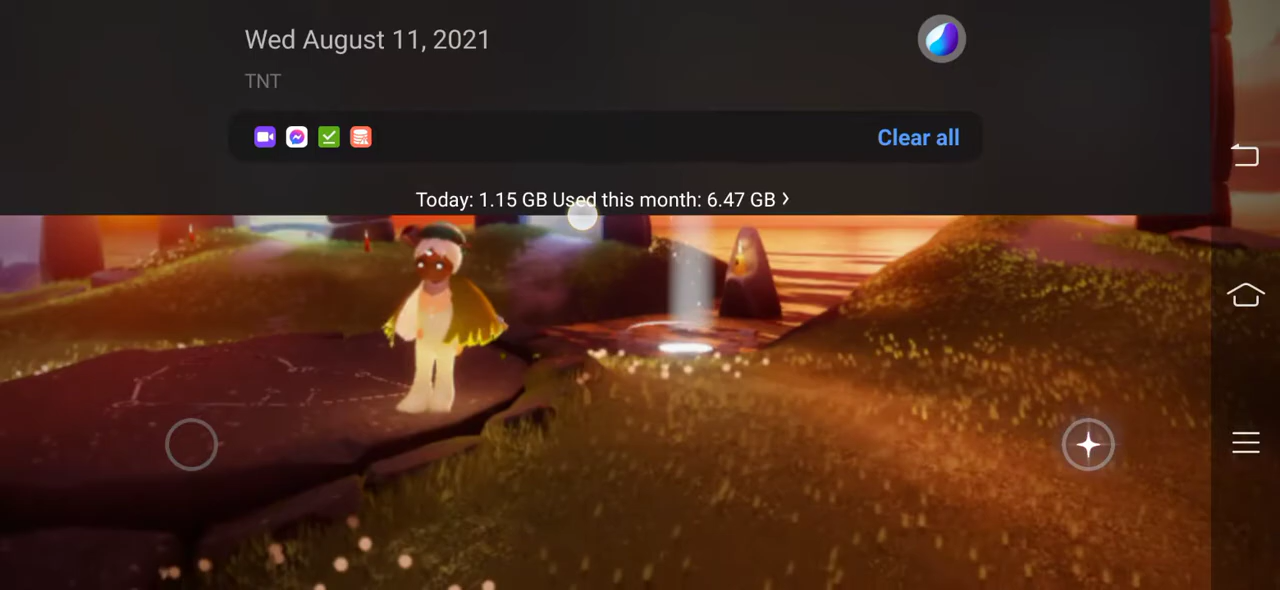 Wed August 11, 2021
TNT
Clear all
Today: 1.15 GB Used this month: 6.47 GB ›